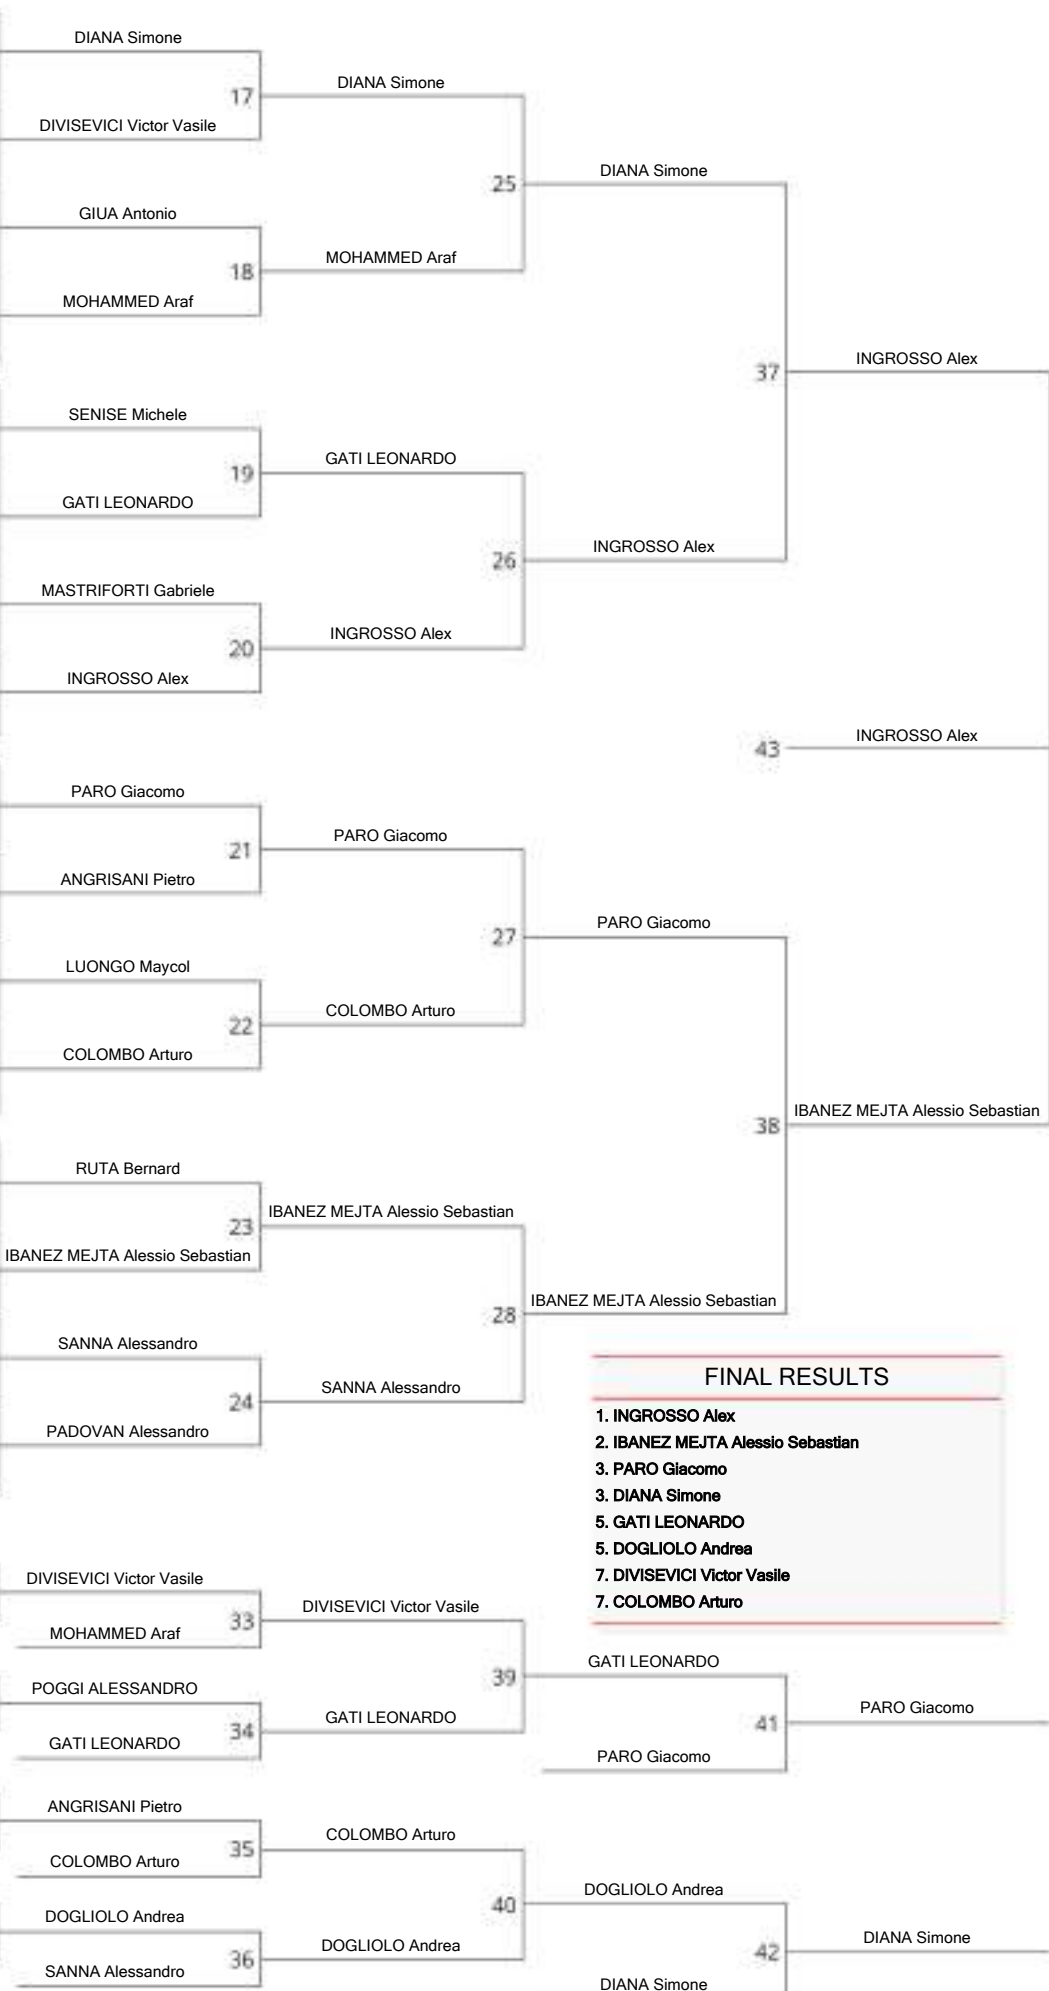 DIANA Simone
17
DIVISEVICI Victor Vasile
DIANA Simone
25
GIUA Antonio
18
MOHAMMED Araf
MOHAMMED Araf
DIANA Simone
37
INGROSSO Alex
SENISE Michele
19
GATI LEONARDO
GATI LEONARDO
26
INGROSSO Alex
MASTRIFORTI Gabriele
20
INGROSSO Alex
INGROSSO Alex
43
INGROSSO Alex
PARO Giacomo
21
ANGRISANI Pietro
PARO Giacomo
27
PARO Giacomo
LUONGO Maycol
22
COLOMBO Arturo
COLOMBO Arturo
38
IBANEZ MEJTA Alessio Sebastian
RUTA Bernard
23
IBANEZ MEJTA Alessio Sebastian
IBANEZ MEJTA Alessio Sebastian
28
IBANEZ MEJTA Alessio Sebastian
SANNA Alessandro
24
PADOVAN Alessandro
SANNA Alessandro
FINAL RESULTS
1. INGROSSO Alex
2. IBANEZ MEJTA Alessio Sebastian
3. PARO Giacomo
3. DIANA Simone
5. GATI LEONARDO
5. DOGLIOLO Andrea
7. DIVISEVICI Victor Vasile
7. COLOMBO Arturo
DIVISEVICI Victor Vasile
33
MOHAMMED Araf
DIVISEVICI Victor Vasile
39
GATI LEONARDO
POGGI ALESSANDRO
34
GATI LEONARDO
GATI LEONARDO
41
PARO Giacomo
PARO Giacomo
ANGRISANI Pietro
35
COLOMBO Arturo
COLOMBO Arturo
40
DOGLIOLO Andrea
DOGLIOLO Andrea
36
SANNA Alessandro
DOGLIOLO Andrea
42
DIANA Simone
DIANA Simone